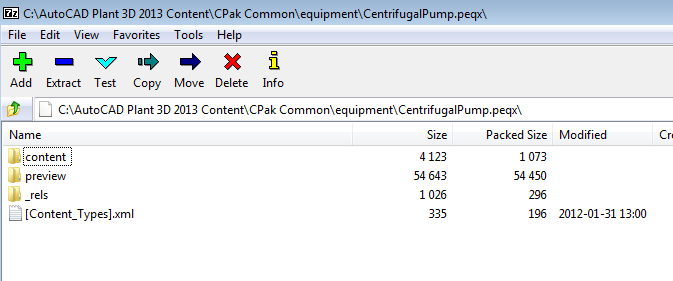 7z C:\AutoCAD Plant 3D 2013 Content\CPak Common\equipment\CentrifugalPump.peqx\
File Edit View Favorites Tools Help
Add Extract Test Copy Move Delete Info
C:\AutoCAD Plant 3D 2013 Content\CPak Common\equipment\CentrifugalPump.peqx\
Name Size Packed Size Modified Cre
content 4 123 1 073
preview 54 643 54 450
_rels 1 026 296
[Content_Types].xml 335 196 2012-01-31 13:00